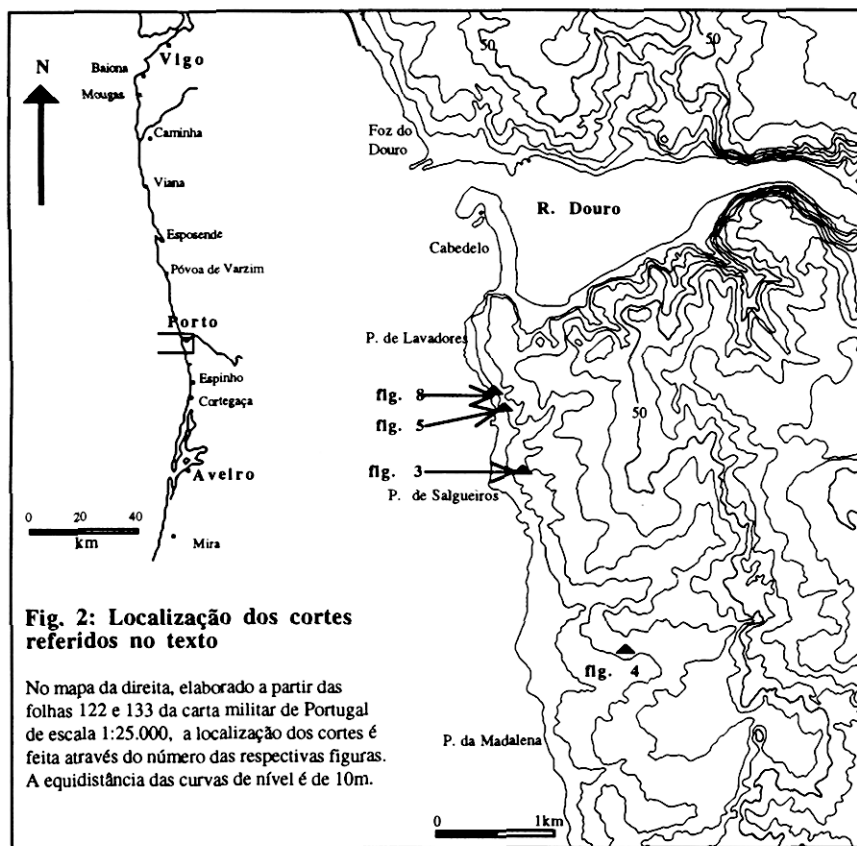 N
Vigo
Baiona
Mougas
Caminha
Viana
Esposende
Póvoa de Varzim
Porto
Espinho
Cortegaça
Aveiro
Mira
0 20 40
km
50
50
Foz do
Douro
R. Douro
Cabedelo
P. de Lavadores
fig. 8
fig. 5
50
fig. 3
P. de Salgueiros
fig. 4
P. da Madalena
0 1km
Fig. 2: Localização dos cortes
referidos no texto
No mapa da direita, elaborado a partir das
folhas 122 e 133 da carta militar de Portugal
de escala 1:25.000, a localização dos cortes é
feita através do número das respectivas figuras.
A equidistância das curvas de nível é de 10m.